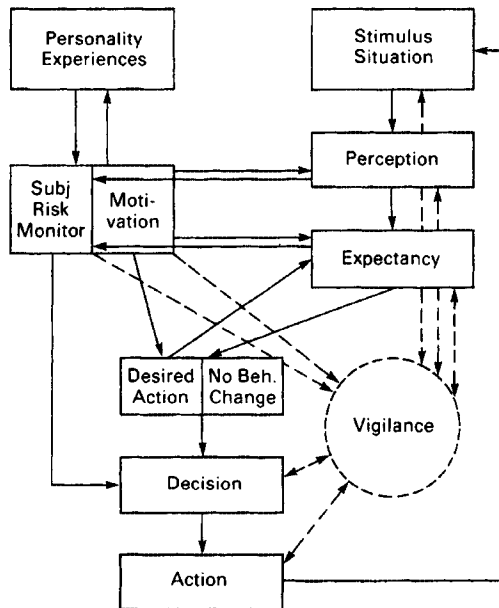 Personality
Experiences
Stimulus
Situation
Perception
Subj
Risk
Monitor
Moti-
vation
Expectancy
Desired
Action
No Beh.
Change
Vigilance
Decision
Action